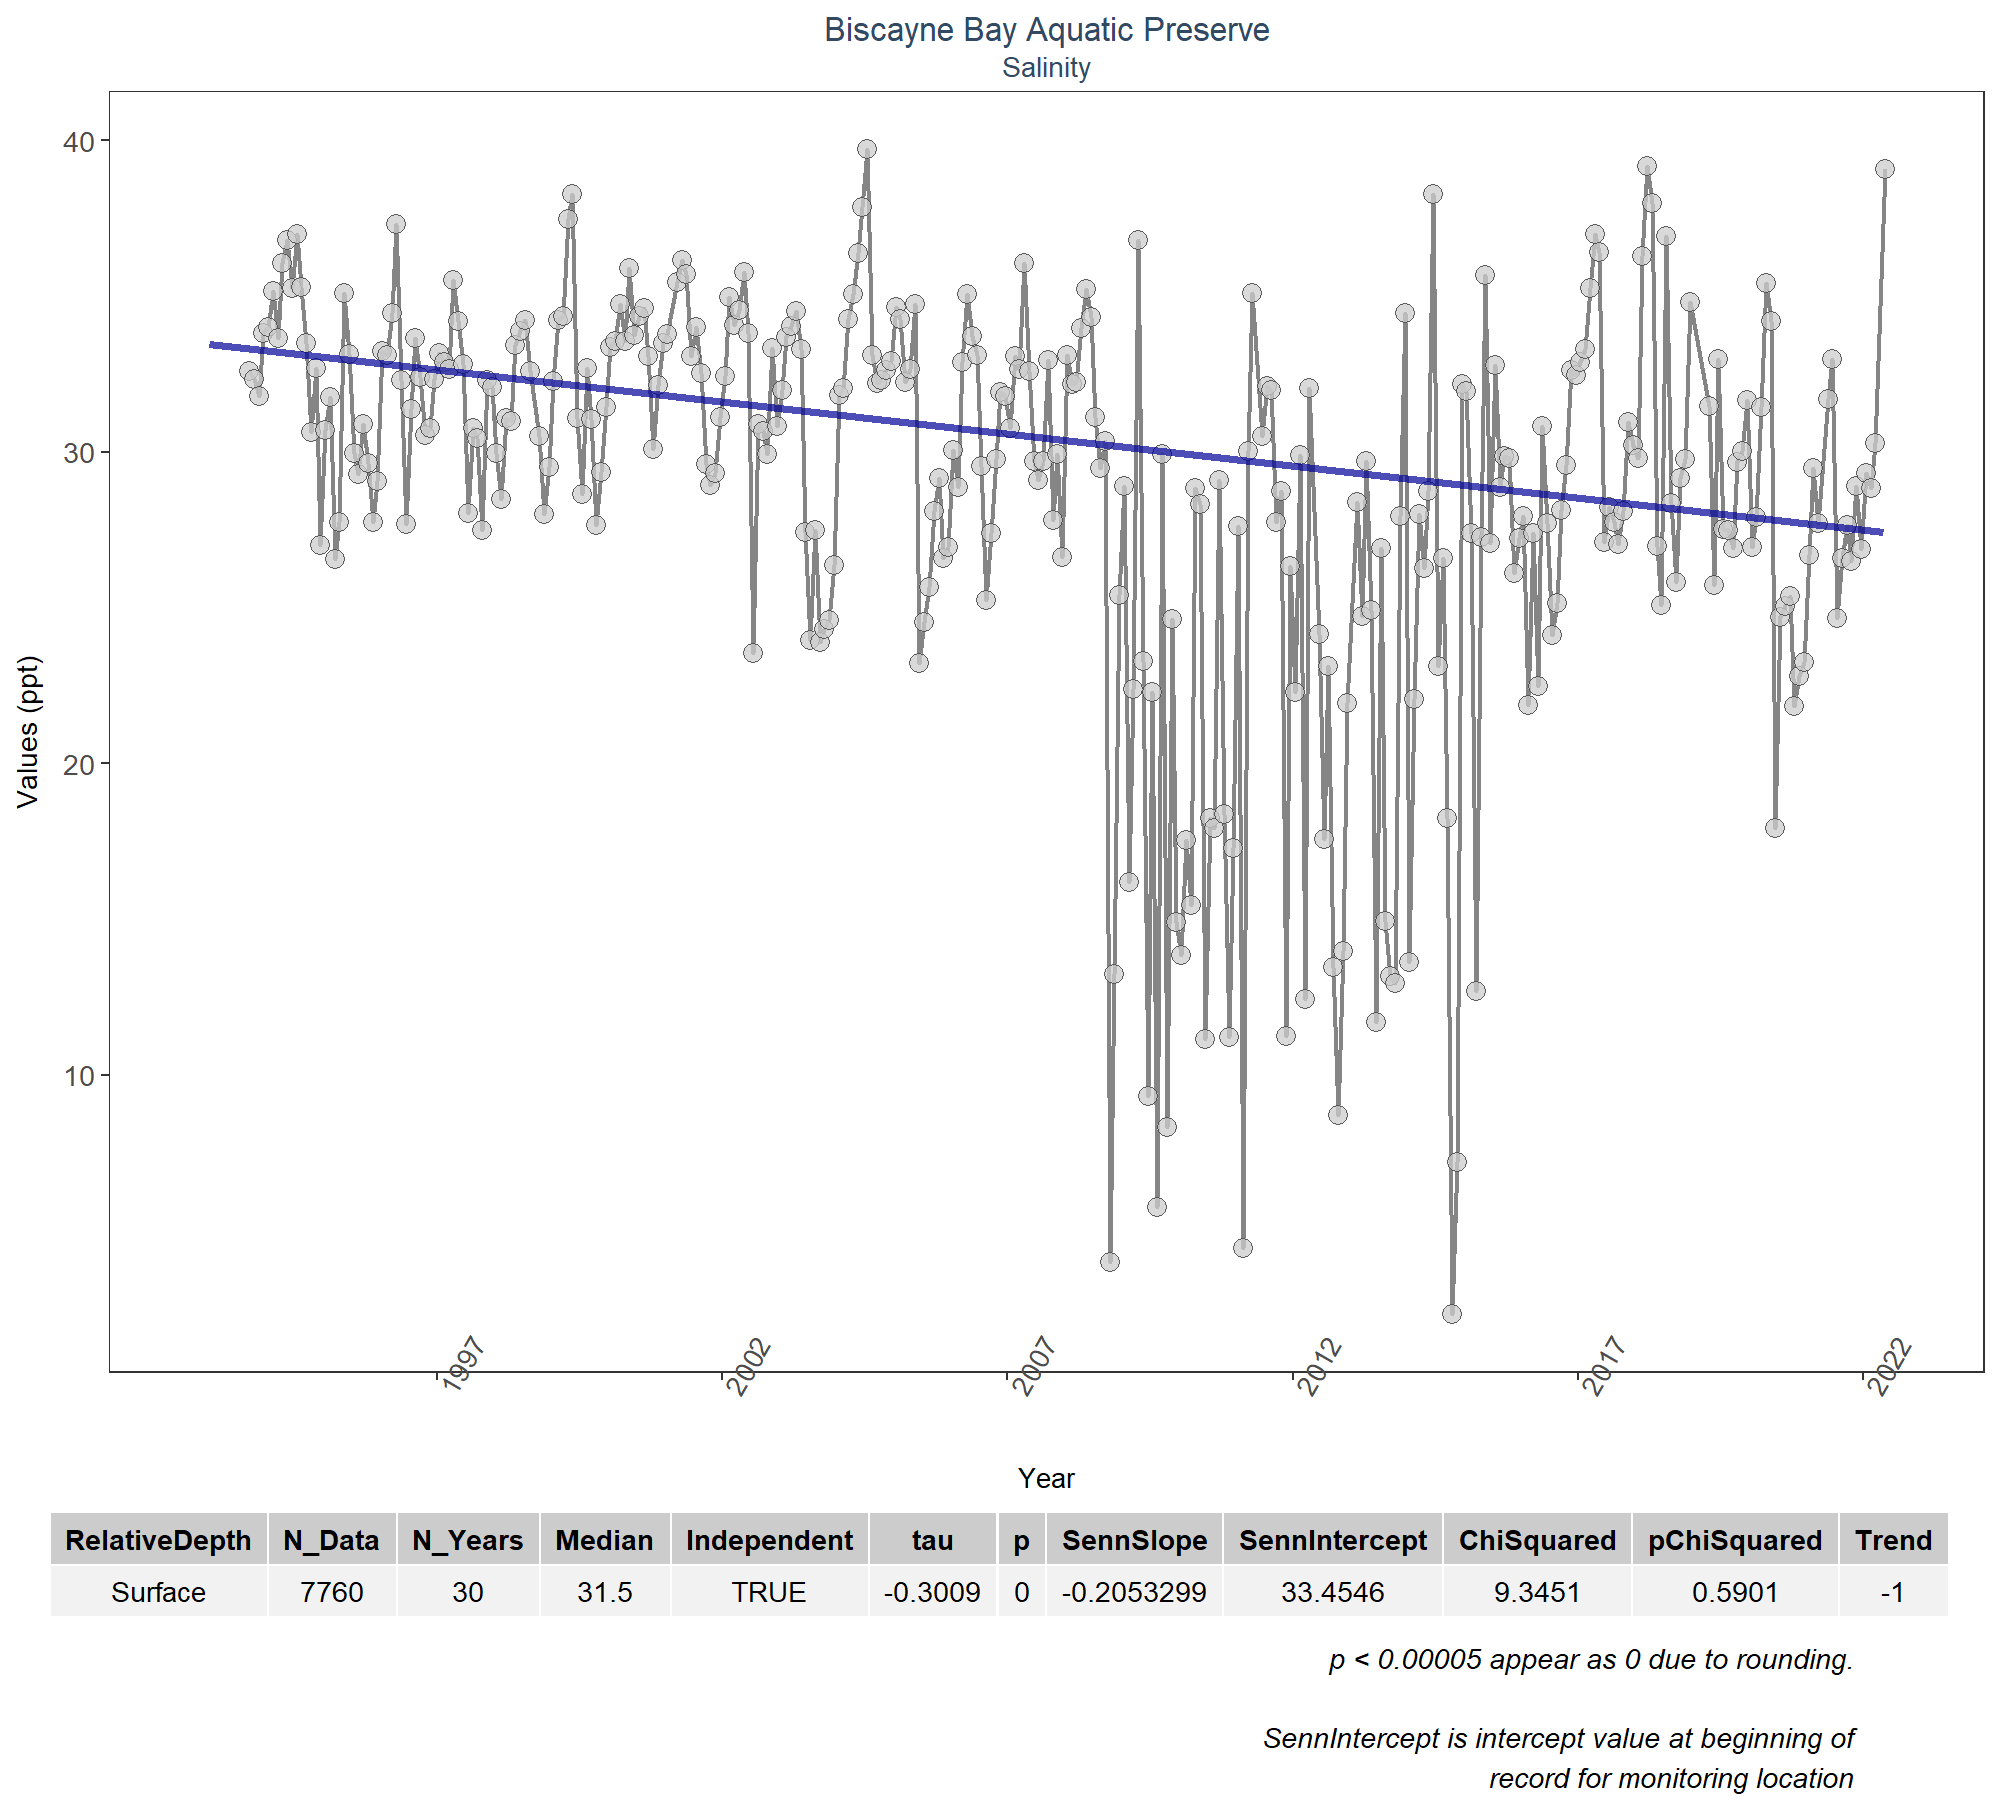 Biscayne Bay Aquatic Preserve
Salinity
40
30
20
10
Values (ppt)
1997
2002
2007
2012
2017
2022
Year
RelativeDepth N_Data N_Years Median Independent tau p SennSlope SennIntercept ChiSquared pChiSquared Trend
Surface 7760 30 31.5 TRUE -0.3009 0 -0.2053299 33.4546 9.3451 0.5901 -1
p < 0.00005 appear as 0 due to rounding.
SennIntercept is intercept value at beginning of
record for monitoring location